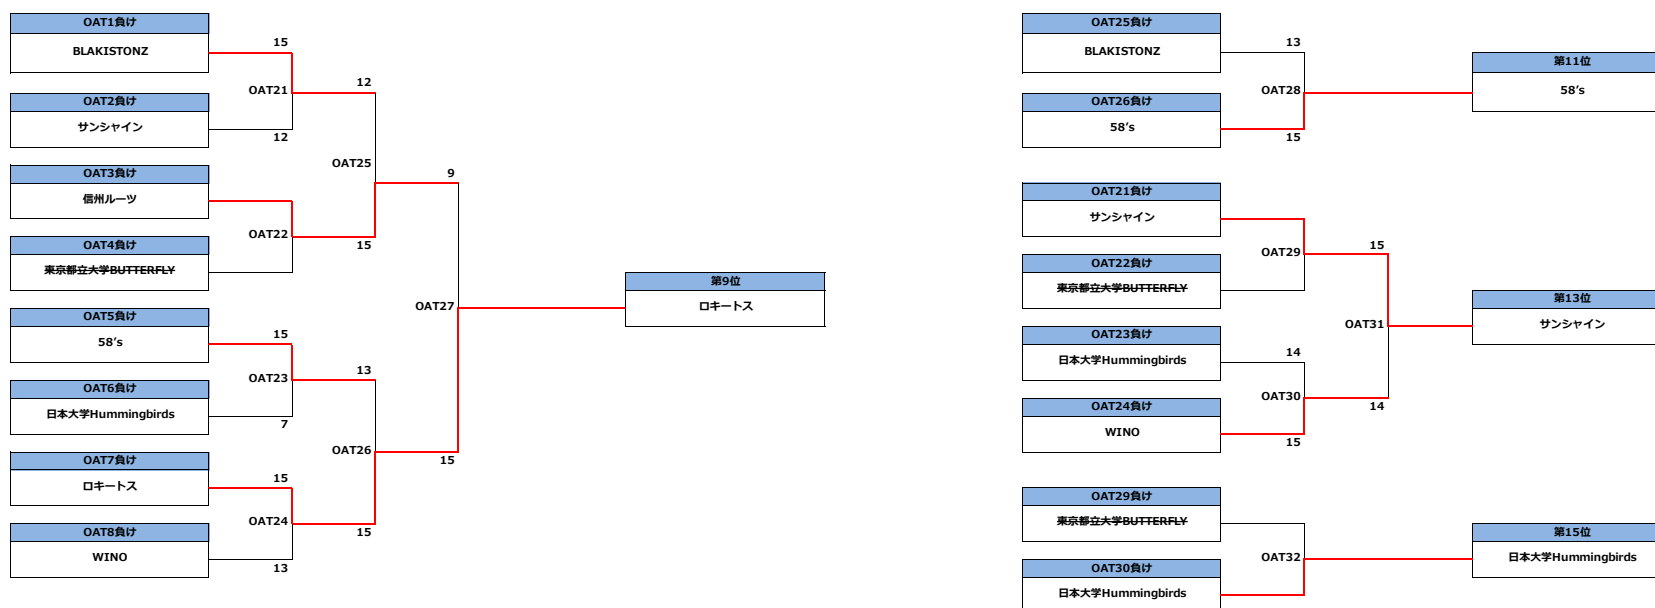 OAT1負け
BLAKISTONZ
15
OAT21
12
OAT2負け
サンシャイン
12
OAT25
9
OAT3負け
信州ルーツ
OAT22
15
OAT4負け
東京都立大学BUTTERFLY
OAT27
第9位
ロキートス
OAT5負け
58's
15
OAT23
13
OAT6負け
日本大学Hummingbirds
7
OAT26
15
OAT7負け
ロキートス
15
OAT24
15
OAT8負け
WINO
13
OAT25負け
BLAKISTONZ
13
OAT28
第11位
58's
OAT26負け
58's
15
OAT21負け
サンシャイン
OAT29
15
OAT22負け
東京都立大学BUTTERFLY
OAT31
第13位
サンシャイン
OAT23負け
日本大学Hummingbirds
14
OAT30
14
OAT24負け
WINO
15
OAT29負け
東京都立大学BUTTERFLY
OAT32
第15位
日本大学Hummingbirds
OAT30負け
日本大学Hummingbirds